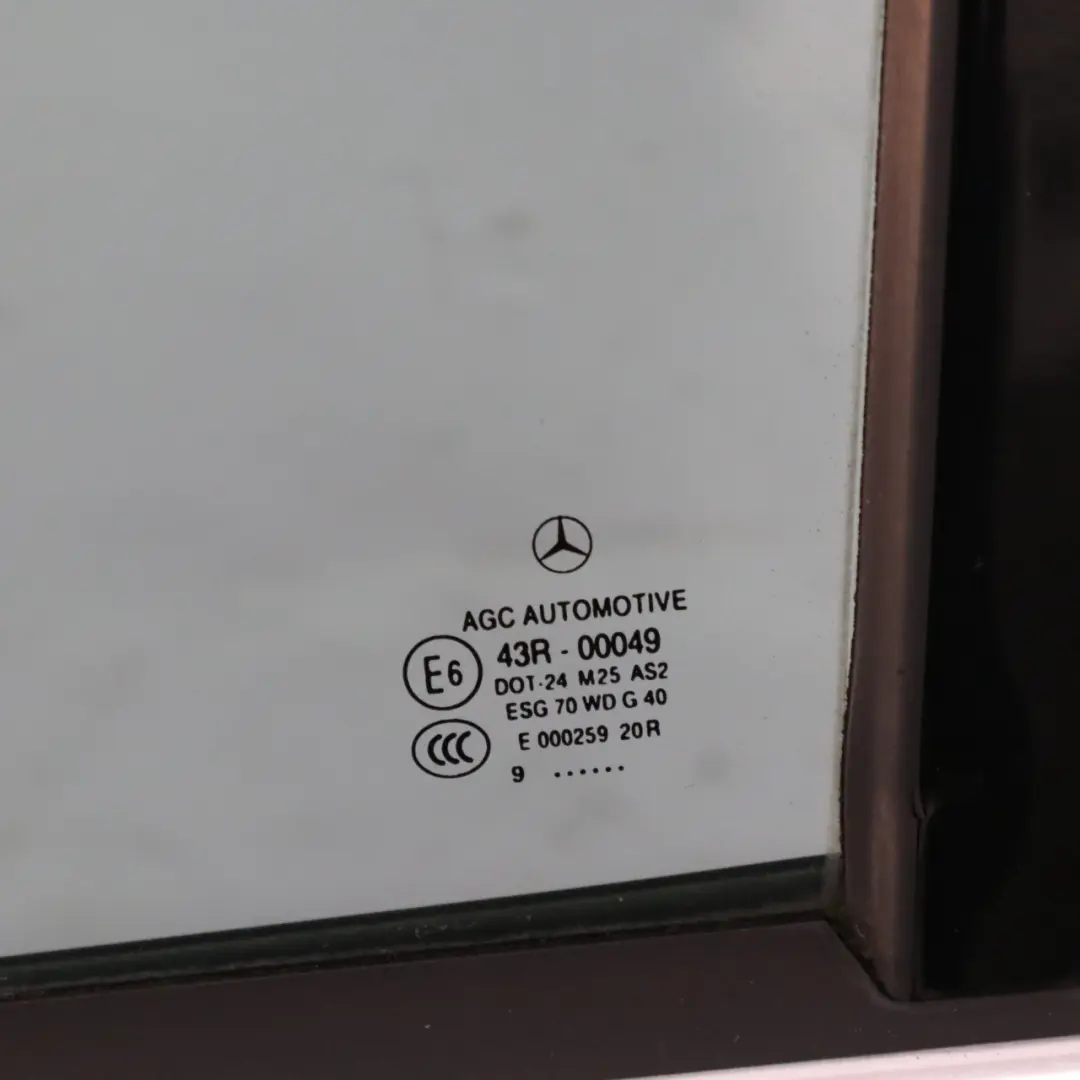 AGC AUTOMOTIVE
E6 43R - 00049
DOT·24 M25 AS2
ESG 70 WD G 40
CCC E 000259 20R
9 ······